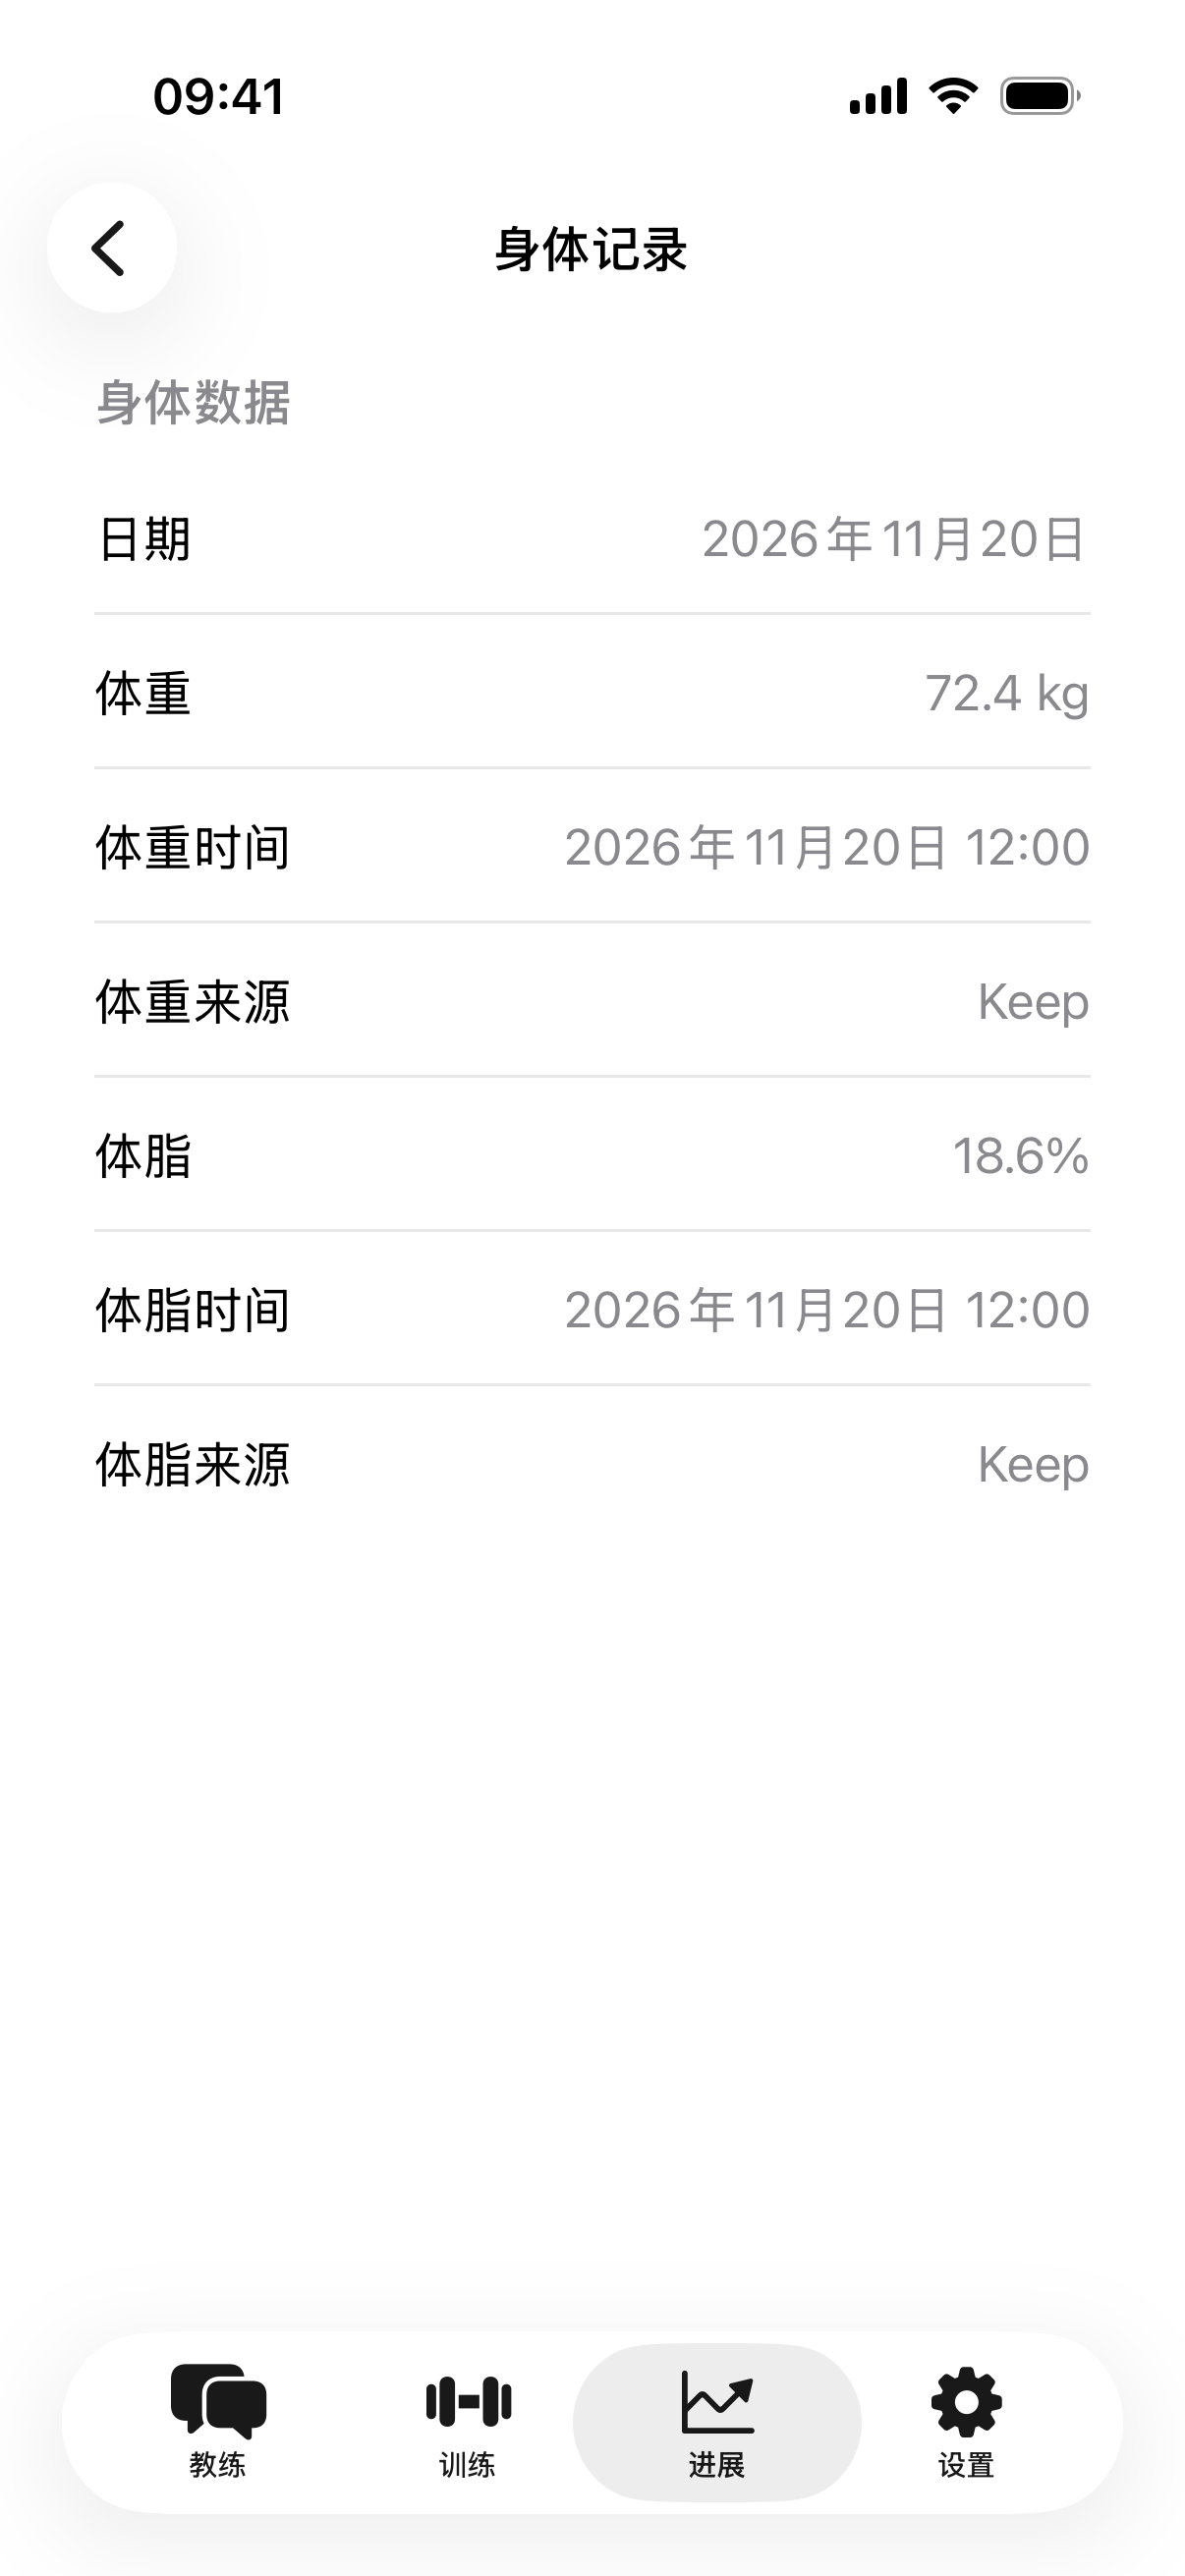 09:41
身体记录
身体数据
日期 2026年11月20日
体重 72.4 kg
体重时间 2026年11月20日 12:00
体重来源 Keep
体脂 18.6%
体脂时间 2026年11月20日 12:00
体脂来源 Keep
教练 训练 进展 设置